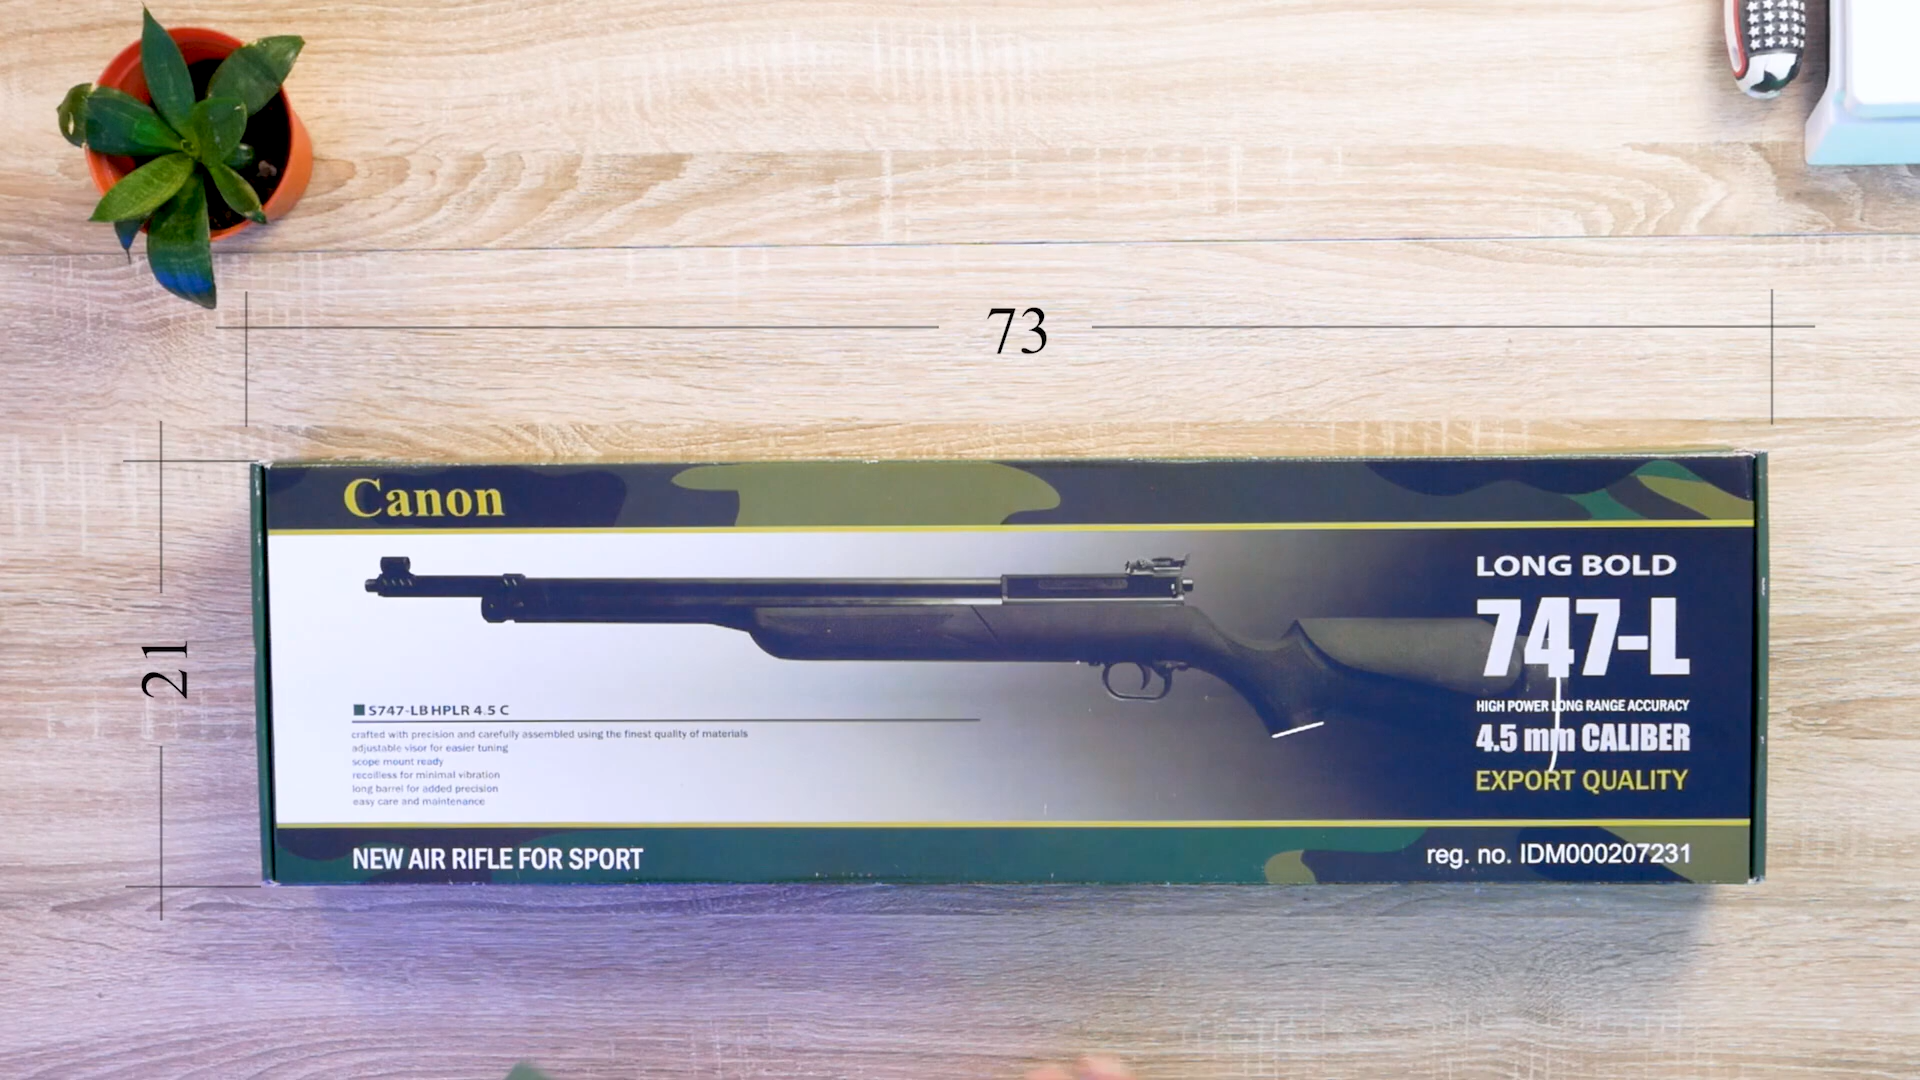 73
21
Canon
LONG BOLD
747-L
HIGH POWER LONG RANGE ACCURACY
4.5 mm CALIBER
EXPORT QUALITY
S747-LB HPLR 4.5 C
crafted with precision and carefully assembled using the finest quality of materials
adjustable visor for easier tuning
scope mount ready
recoilless for minimal vibration
long barrel for added precision
easy care and maintenance
NEW AIR RIFLE FOR SPORT
reg. no. IDM000207231